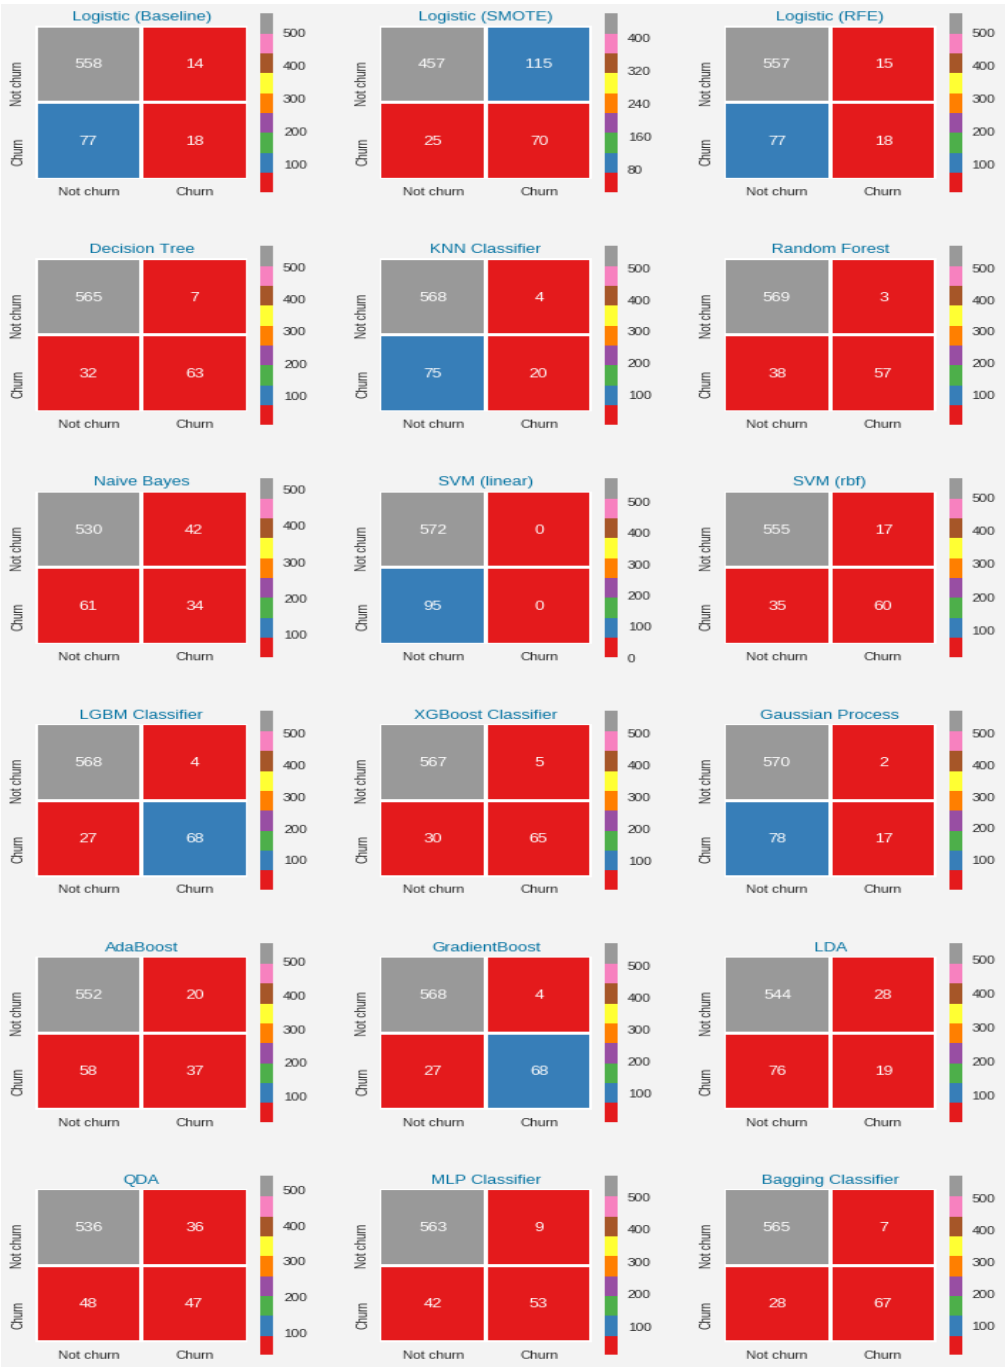 Logistic (Baseline)
Not churn
558
14
Churn
77
18
Not churn
Churn
500
400
300
200
100
Logistic (SMOTE)
Not churn
457
115
Churn
25
70
Not churn
Churn
400
320
240
160
80
Logistic (RFE)
Not churn
557
15
Churn
77
18
Not churn
Churn
500
400
300
200
100
Decision Tree
Not churn
565
7
Churn
32
63
Not churn
Churn
500
400
300
200
100
KNN Classifier
Not churn
568
4
Churn
75
20
Not churn
Churn
500
400
300
200
100
Random Forest
Not churn
569
3
Churn
38
57
Not churn
Churn
500
400
300
200
100
Naive Bayes
Not churn
530
42
Churn
61
34
Not churn
Churn
500
400
300
200
100
SVM (linear)
Not churn
572
0
Churn
95
0
Not churn
Churn
500
400
300
200
100
0
SVM (rbf)
Not churn
555
17
Churn
35
60
Not churn
Churn
500
400
300
200
100
LGBM Classifier
Not churn
568
4
Churn
27
68
Not churn
Churn
500
400
300
200
100
XGBoost Classifier
Not churn
567
5
Churn
30
65
Not churn
Churn
500
400
300
200
100
Gaussian Process
Not churn
570
2
Churn
78
17
Not churn
Churn
500
400
300
200
100
AdaBoost
Not churn
552
20
Churn
58
37
Not churn
Churn
500
400
300
200
100
GradientBoost
Not churn
568
4
Churn
27
68
Not churn
Churn
500
400
300
200
100
LDA
Not churn
544
28
Churn
76
19
Not churn
Churn
500
400
300
200
100
QDA
Not churn
536
36
Churn
48
47
Not churn
Churn
500
400
300
200
100
MLP Classifier
Not churn
563
9
Churn
42
53
Not churn
Churn
500
400
300
200
100
Bagging Classifier
Not churn
565
7
Churn
28
67
Not churn
Churn
500
400
300
200
100